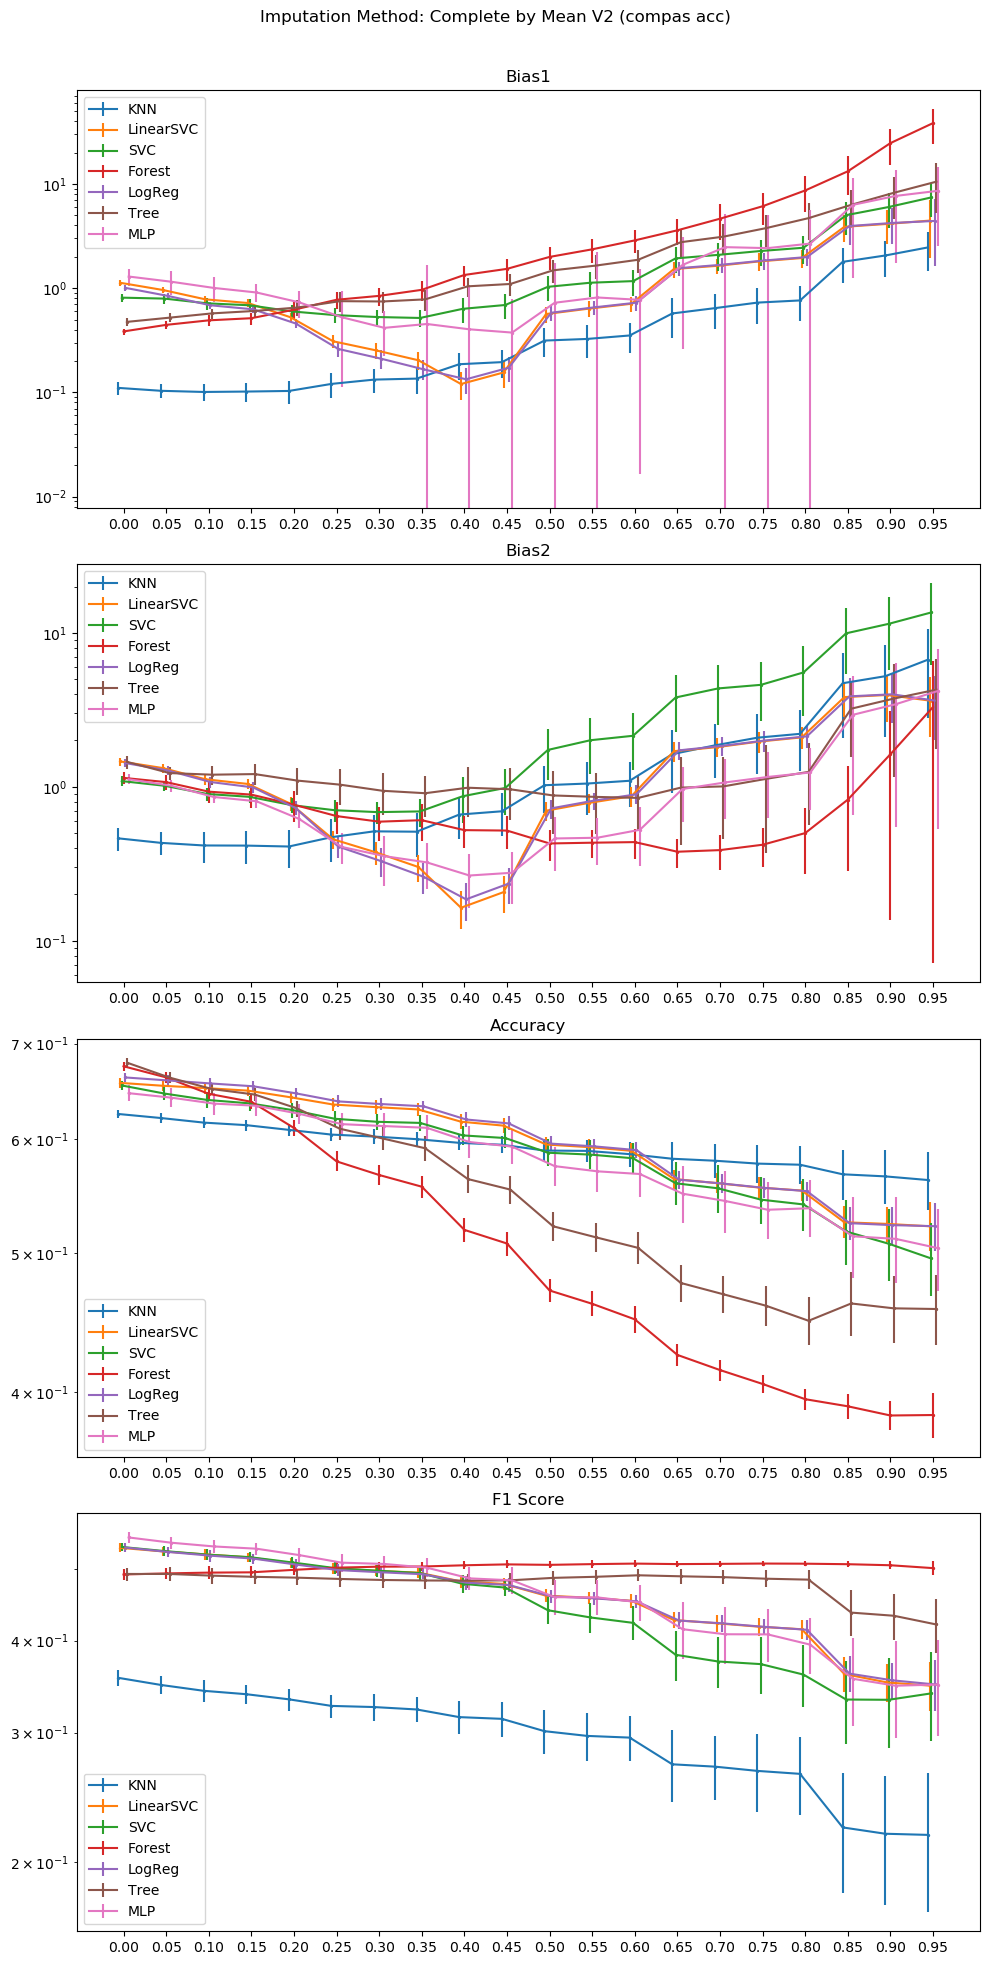 Imputation Method: Complete by Mean V2 (compas acc)
Bias1
KNN
LinearSVC
SVC
Forest
LogReg
Tree
MLP
10¹
10⁰
10⁻¹
10⁻²
0.00 0.05 0.10 0.15 0.20 0.25 0.30 0.35 0.40 0.45 0.50 0.55 0.60 0.65 0.70 0.75 0.80 0.85 0.90 0.95
Bias2
KNN
LinearSVC
SVC
Forest
LogReg
Tree
MLP
10¹
10⁰
10⁻¹
0.00 0.05 0.10 0.15 0.20 0.25 0.30 0.35 0.40 0.45 0.50 0.55 0.60 0.65 0.70 0.75 0.80 0.85 0.90 0.95
Accuracy
7 × 10⁻¹
6 × 10⁻¹
5 × 10⁻¹
4 × 10⁻¹
KNN
LinearSVC
SVC
Forest
LogReg
Tree
MLP
0.00 0.05 0.10 0.15 0.20 0.25 0.30 0.35 0.40 0.45 0.50 0.55 0.60 0.65 0.70 0.75 0.80 0.85 0.90 0.95
F1 Score
4 × 10⁻¹
3 × 10⁻¹
2 × 10⁻¹
KNN
LinearSVC
SVC
Forest
LogReg
Tree
MLP
0.00 0.05 0.10 0.15 0.20 0.25 0.30 0.35 0.40 0.45 0.50 0.55 0.60 0.65 0.70 0.75 0.80 0.85 0.90 0.95